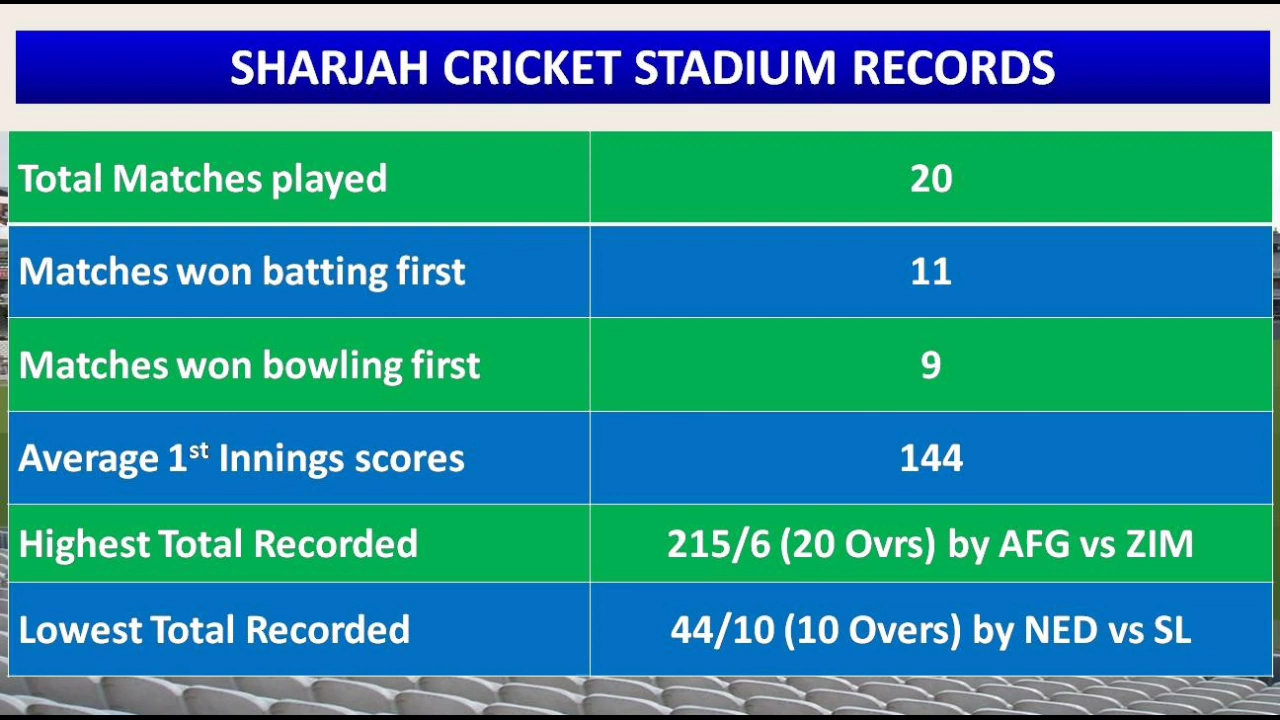 SHARJAH CRICKET STADIUM RECORDS
Total Matches played 20
Matches won batting first 11
Matches won bowling first 9
Average 1st Innings scores 144
Highest Total Recorded 215/6 (20 Ovrs) by AFG vs ZIM
Lowest Total Recorded 44/10 (10 Overs) by NED vs SL